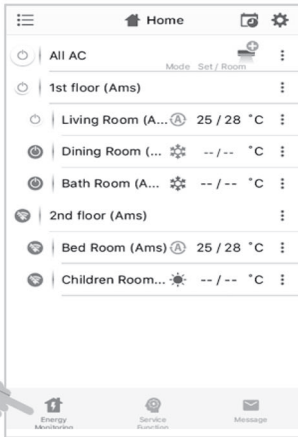 Home
All AC
Mode Set / Room
1st floor (Ams)
Living Room (A... A 25 / 28 °C
Dining Room (... -- / -- °C
Bath Room (A... -- / -- °C
2nd floor (Ams)
Bed Room (Ams) A 25 / 28 °C
Children Room... -- / -- °C
Energy Monitoring
Service Function
Message